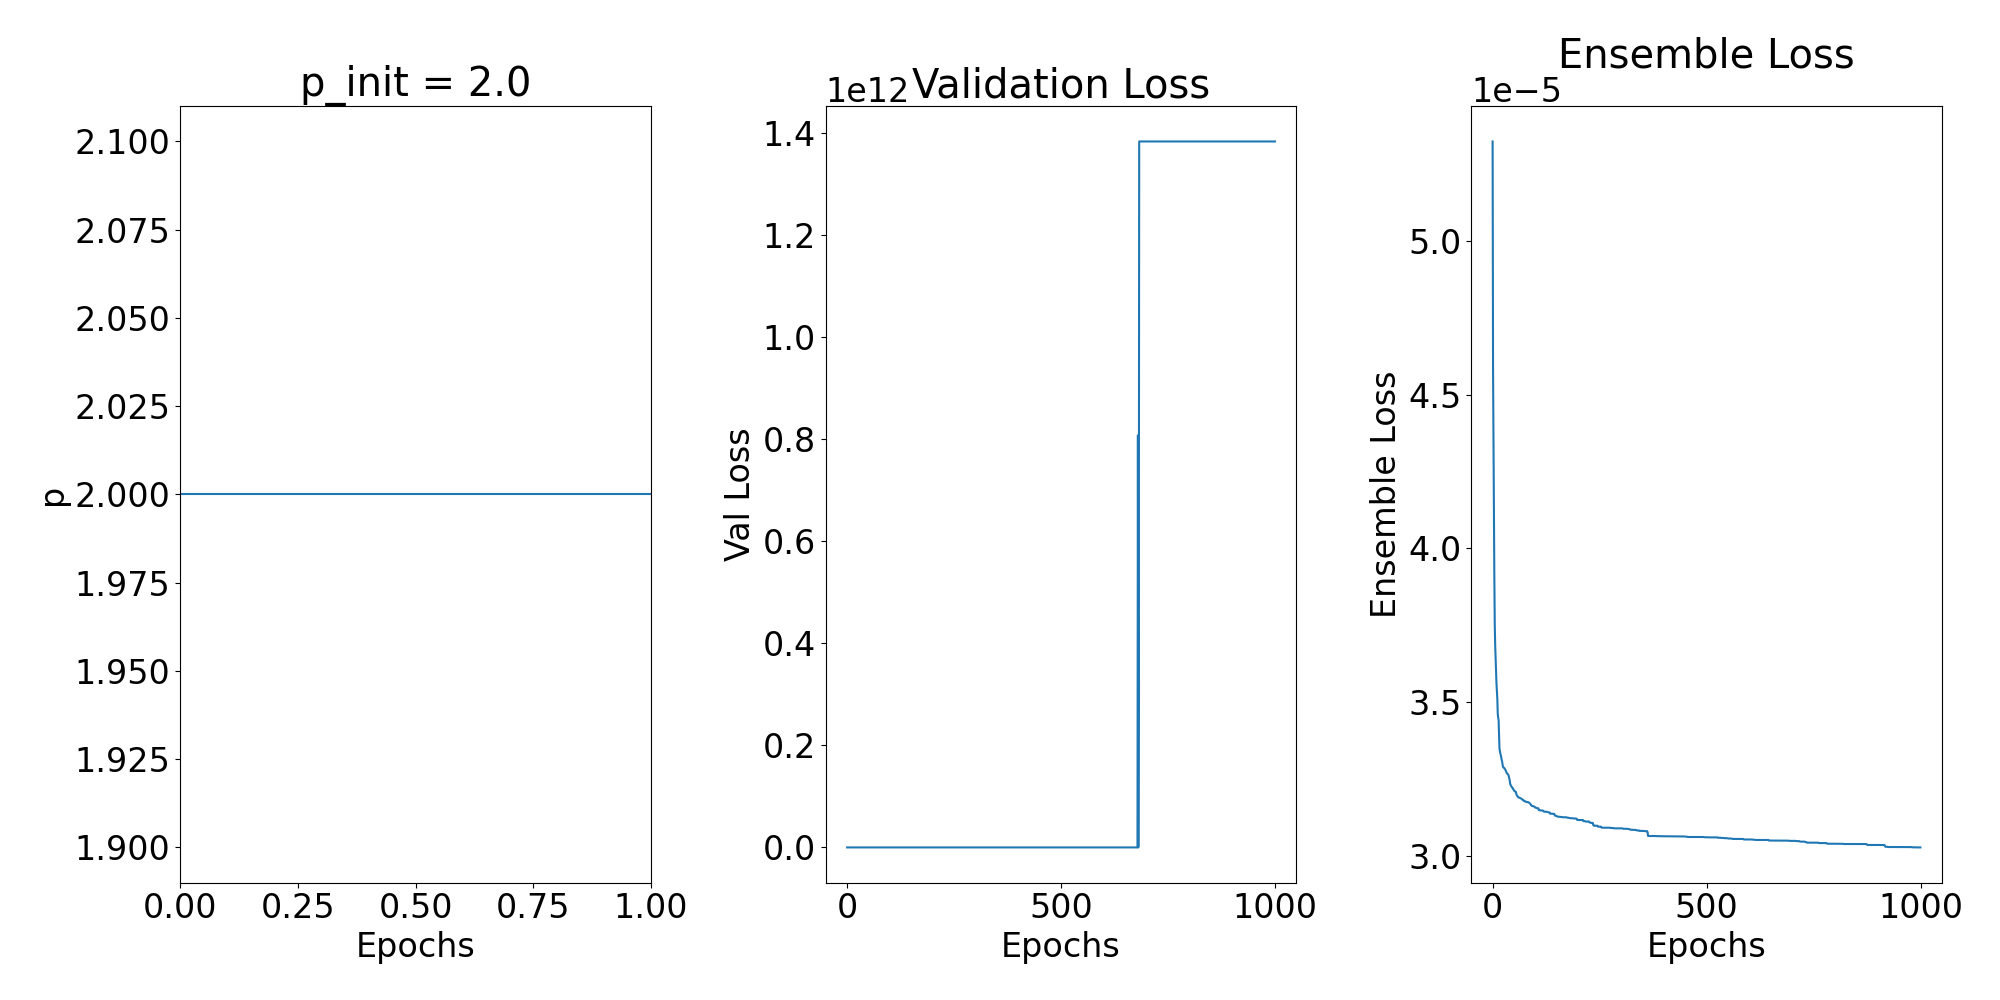 p_init = 2.0
2.100
2.075
2.050
2.025
2.000
1.975
1.950
1.925
1.900
p
0.00 0.25 0.50 0.75 1.00
Epochs
Validation Loss
1e12
1.4
1.2
1.0
0.8
0.6
0.4
0.2
0.0
Val Loss
0 500 1000
Epochs
Ensemble Loss
1e−5
5.0
4.5
4.0
3.5
3.0
Ensemble Loss
0 500 1000
Epochs